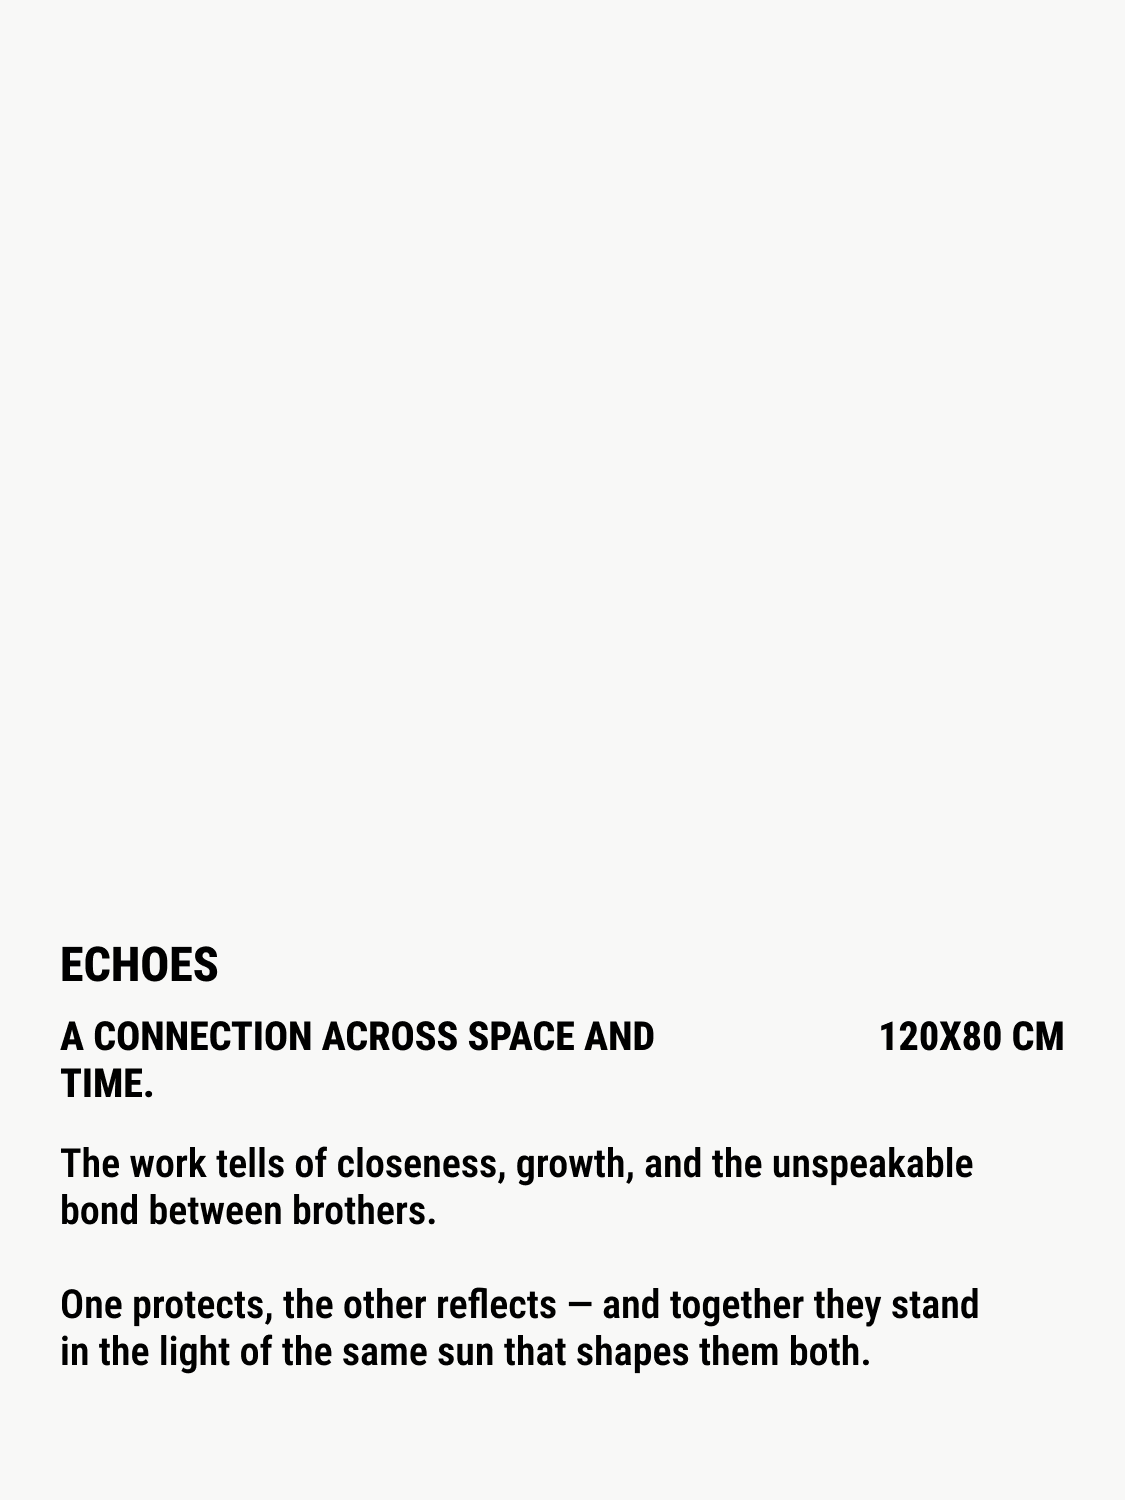 ECHOES
A CONNECTION ACROSS SPACE AND
TIME.
120X80 CM
The work tells of closeness, growth, and the unspeakable
bond between brothers.
One protects, the other reflects — and together they stand
in the light of the same sun that shapes them both.